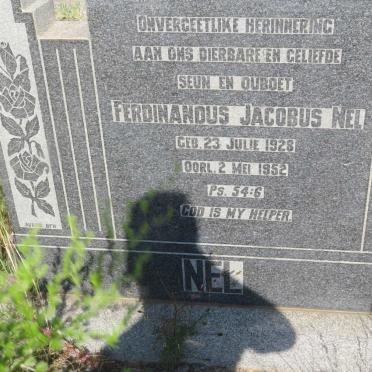 ONVERGEETLIKE HERINNERING
AAN ONS DIERBARE EN GELIEFDE
SEUN EN OUBOET
FERDINANDUS JACOBUS NEL
GEB. 23 JULIE 1928
OORL. 2 MEI 1952
PS. 54:6
GOD IS MY HELPER.
NEL